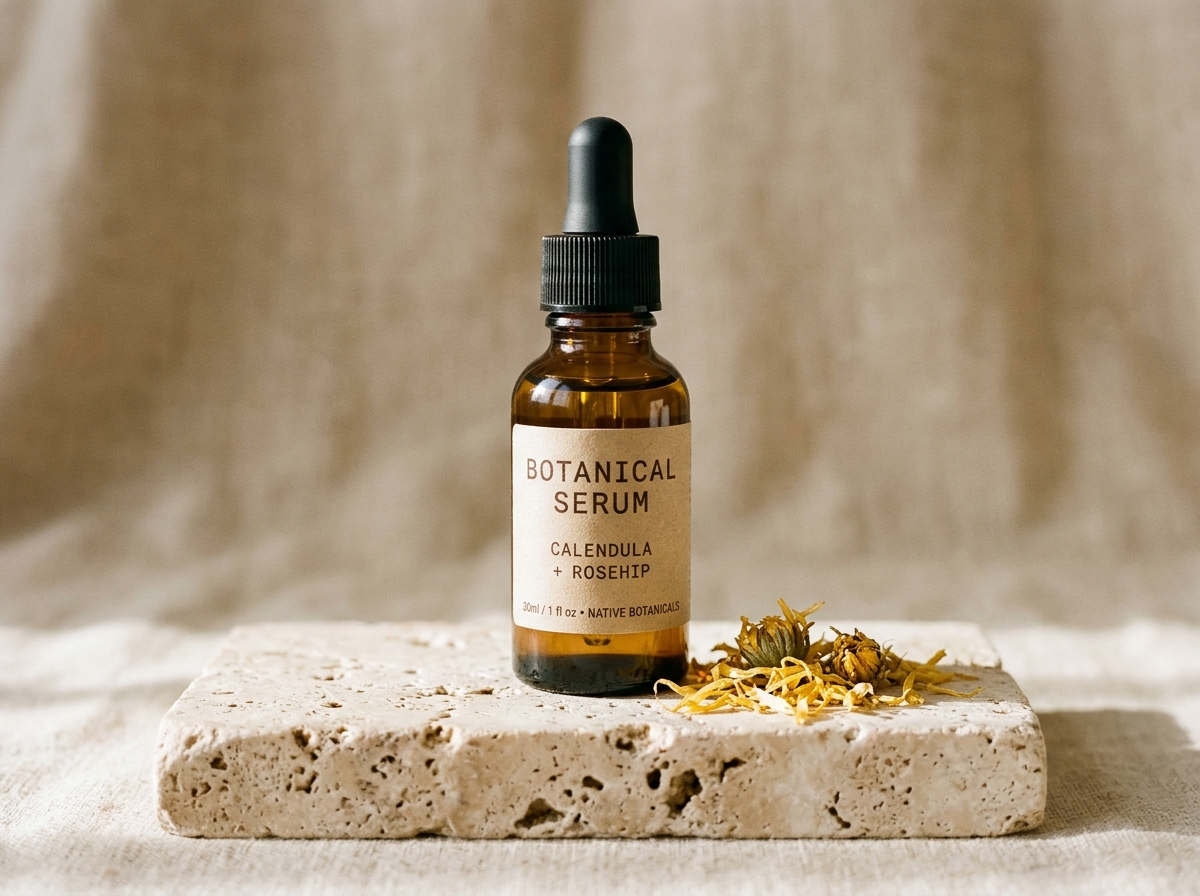 BOTANICAL
SERUM
CALENDULA
+ ROSEHIP
30ml / 1 fl oz • NATIVE BOTANICALS